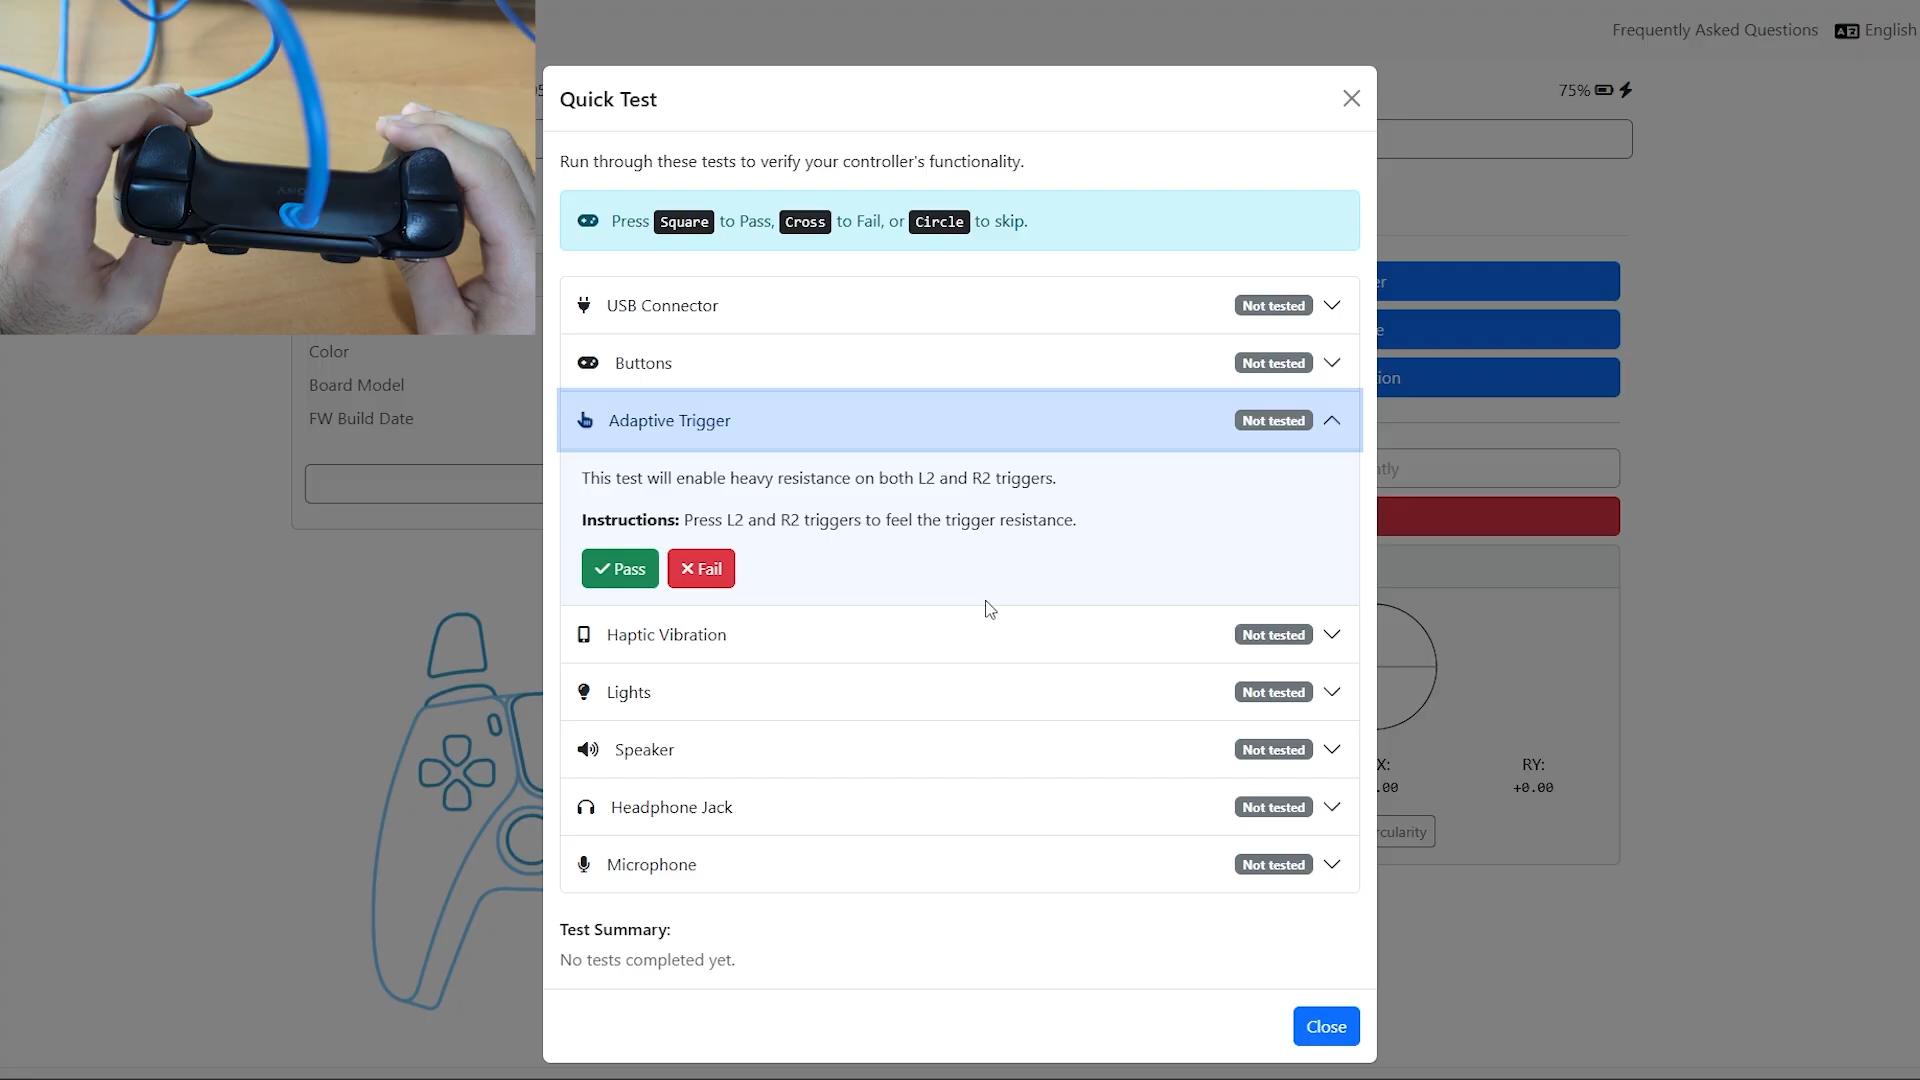 Frequently Asked Questions
English
75%
Quick Test
Run through these tests to verify your controller's functionality.
Press Square to Pass, Cross to Fail, or Circle to skip.
USB Connector Not tested
Buttons Not tested
Color
Board Model
FW Build Date
Adaptive Trigger Not tested
This test will enable heavy resistance on both L2 and R2 triggers.
Instructions: Press L2 and R2 triggers to feel the trigger resistance.
Pass Fail
Haptic Vibration Not tested
Lights Not tested
Speaker Not tested
RY:
+0.00
Headphone Jack Not tested
Microphone Not tested
Test Summary:
No tests completed yet.
Close